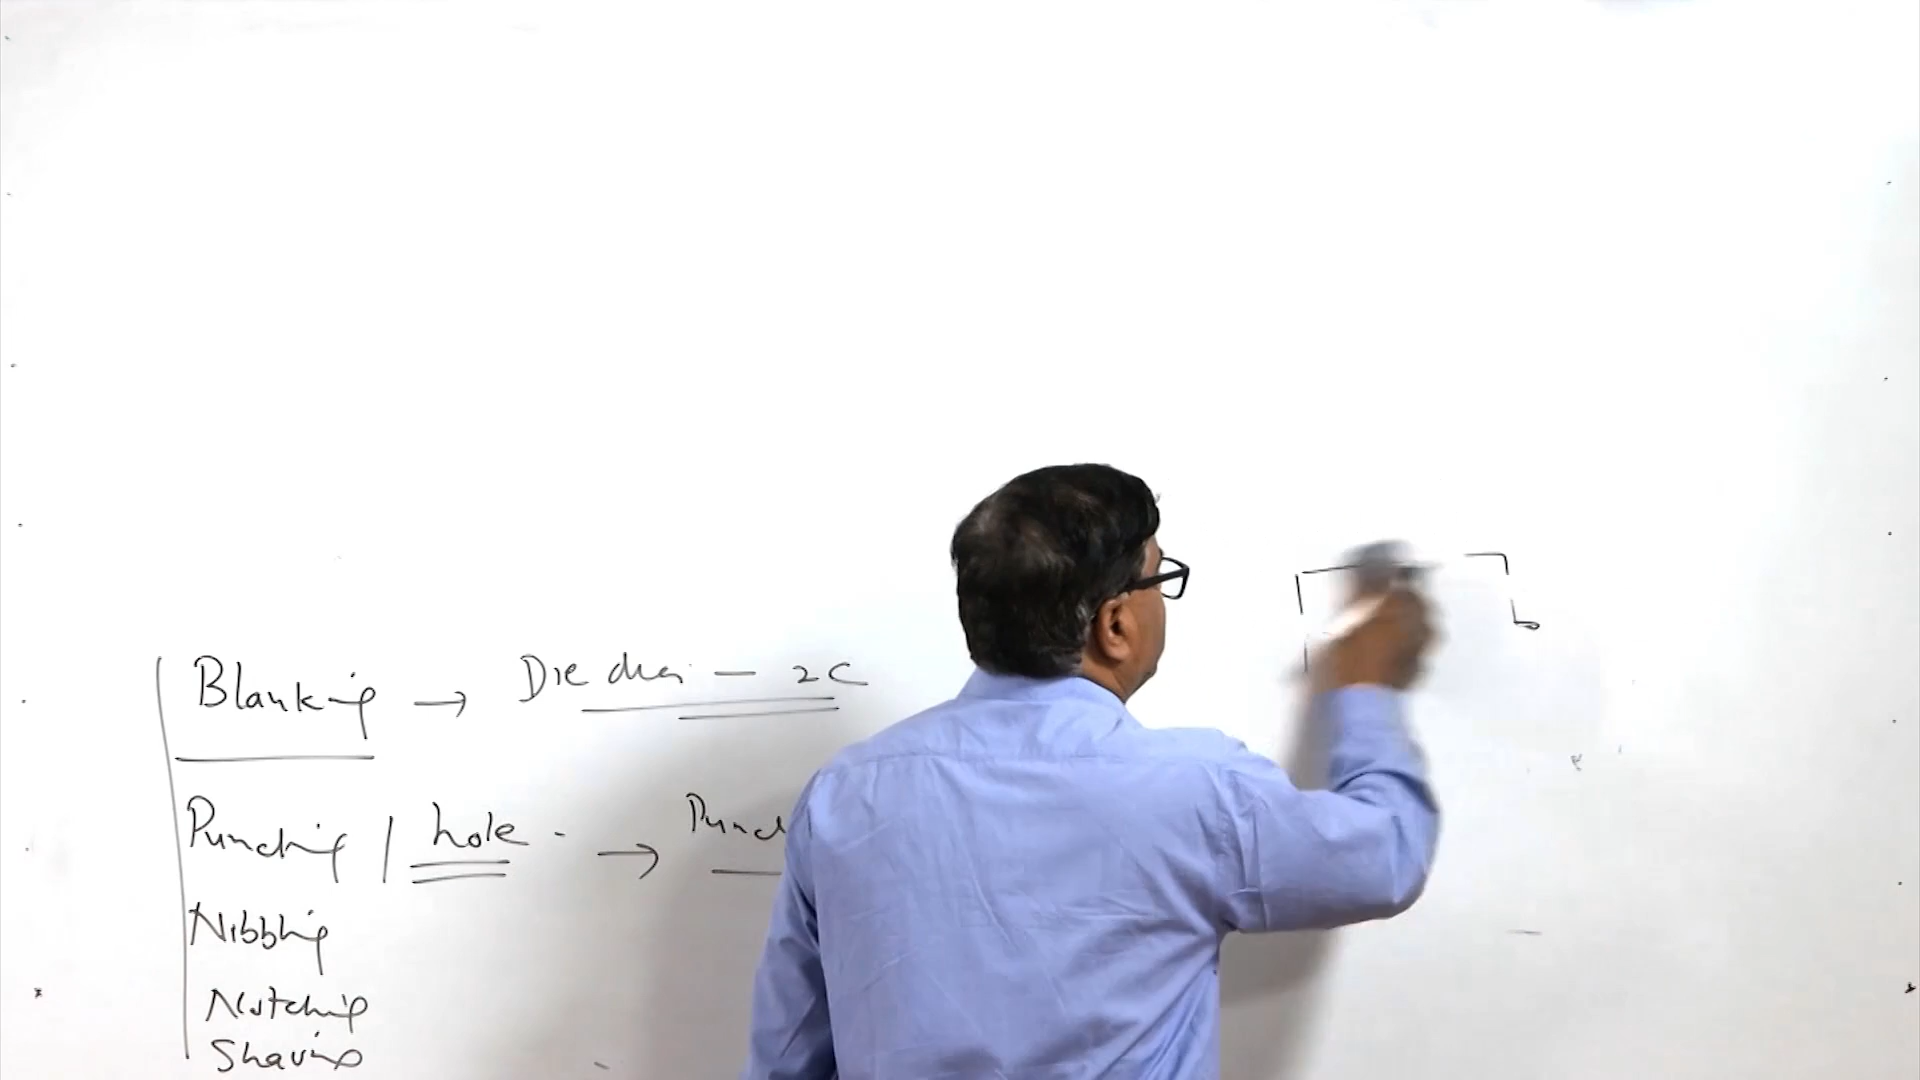 Blanking → Die dia - 2C
Punching / hole - → Punch
Nibbling
Notching
Shaving